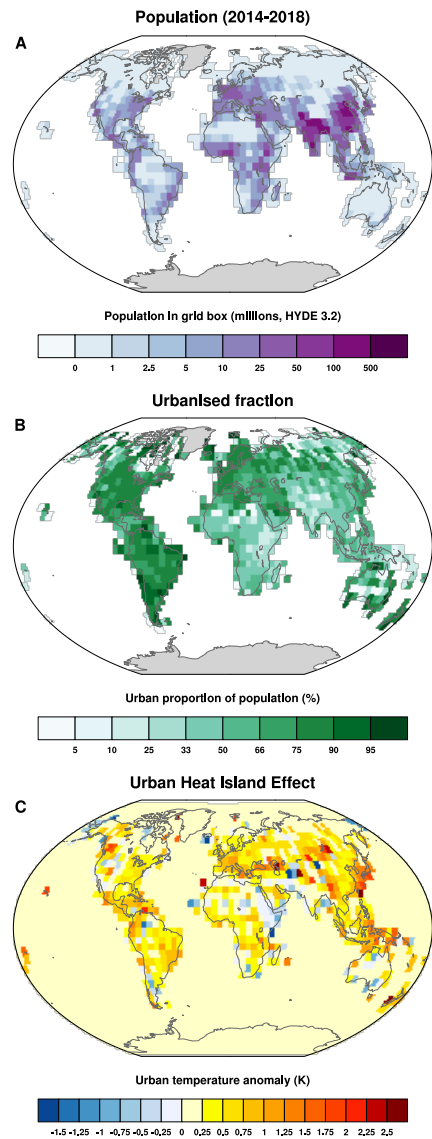 Population (2014-2018)
A
Population in grid box (millions, HYDE 3.2)
0 1 2.5 5 10 25 50 100 500
Urbanised fraction
B
Urban proportion of population (%)
5 10 25 33 50 66 75 90 95
Urban Heat Island Effect
C
Urban temperature anomaly (K)
-1.5 -1.25 -1 -0.75 -0.5 -0.25 0 0.25 0.5 0.75 1 1.25 1.5 1.75 2 2.25 2.5